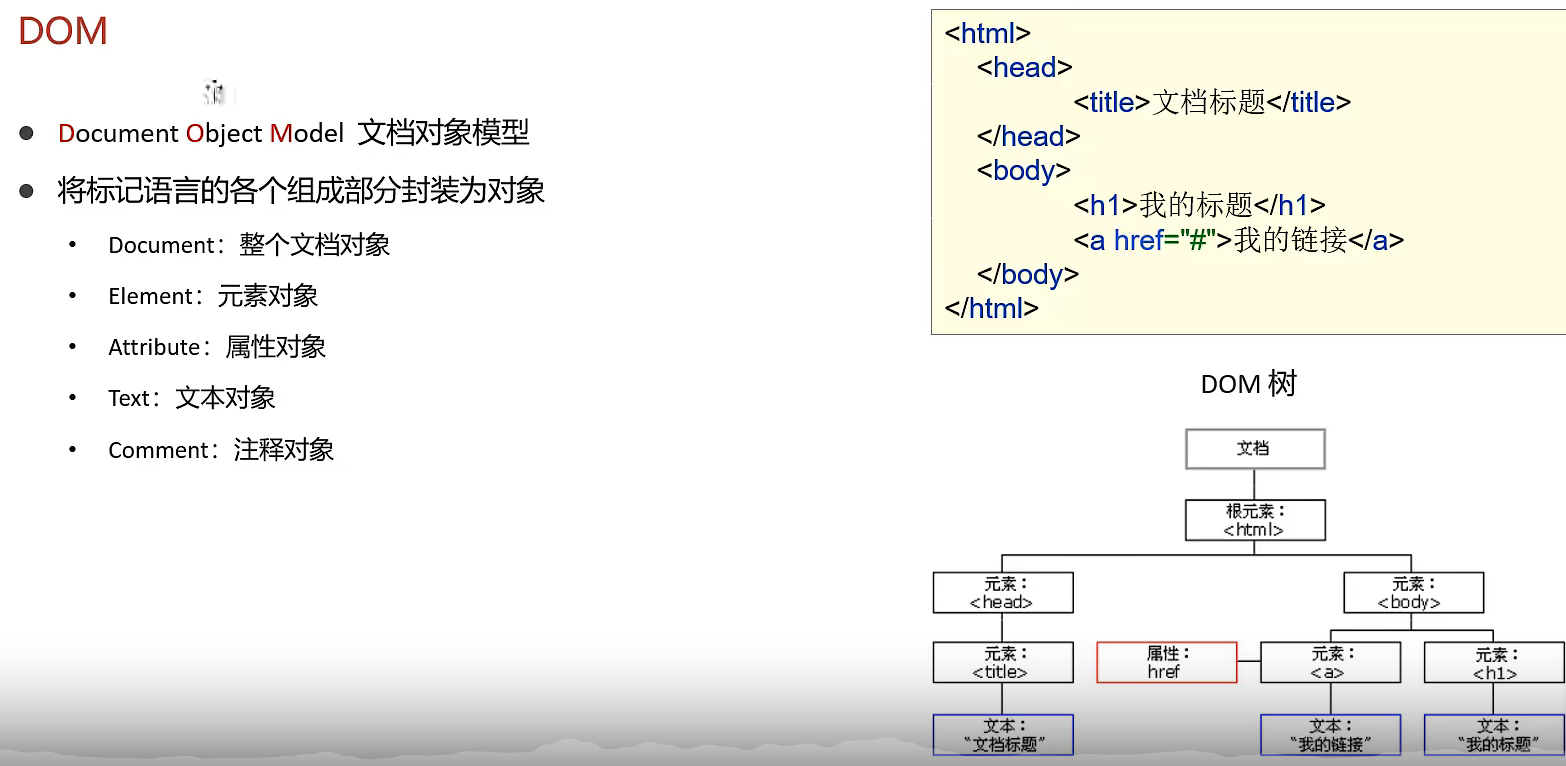 DOM
Document Object Model 文档对象模型
将标记语言的各个组成部分封装为对象
Document：整个文档对象
Element：元素对象
Attribute：属性对象
Text：文本对象
Comment：注释对象
<html>
<head>
<title>文档标题</title>
</head>
<body>
<h1>我的标题</h1>
<a href="#">我的链接</a>
</body>
</html>
DOM 树
文档
根元素：
<html>
元素：
<head>
元素：
<body>
元素：
<title>
属性：
href
元素：
<a>
元素：
<h1>
文本：
"文档标题"
文本：
"我的链接"
文本：
"我的标题"